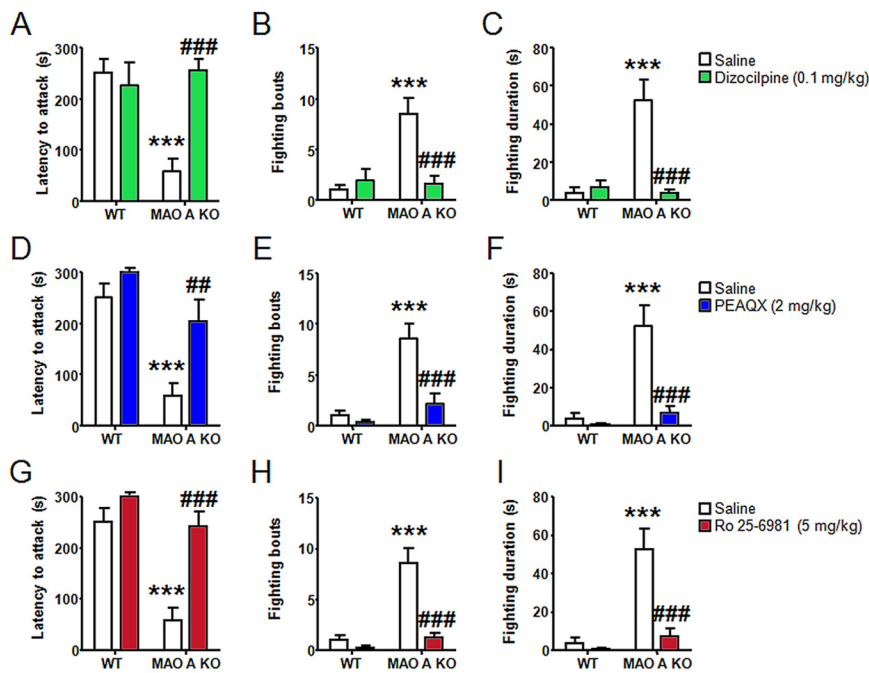 A
B
C
Latency to attack (s)
300
200
100
0
***
###
WT
MAO A KO
Fighting bouts
15
10
5
0
***
###
WT
MAO A KO
Fighting duration (s)
80
60
40
20
0
***
###
WT
MAO A KO
Saline
Dizocilpine (0.1 mg/kg)
D
E
F
Latency to attack (s)
300
200
100
0
***
##
WT
MAO A KO
Fighting bouts
15
10
5
0
***
###
WT
MAO A KO
Fighting duration (s)
80
60
40
20
0
***
###
WT
MAO A KO
Saline
PEAQX (2 mg/kg)
G
H
I
Latency to attack (s)
300
200
100
0
***
###
WT
MAO A KO
Fighting bouts
15
10
5
0
***
###
WT
MAO A KO
Fighting duration (s)
80
60
40
20
0
***
###
WT
MAO A KO
Saline
Ro 25-6981 (5 mg/kg)